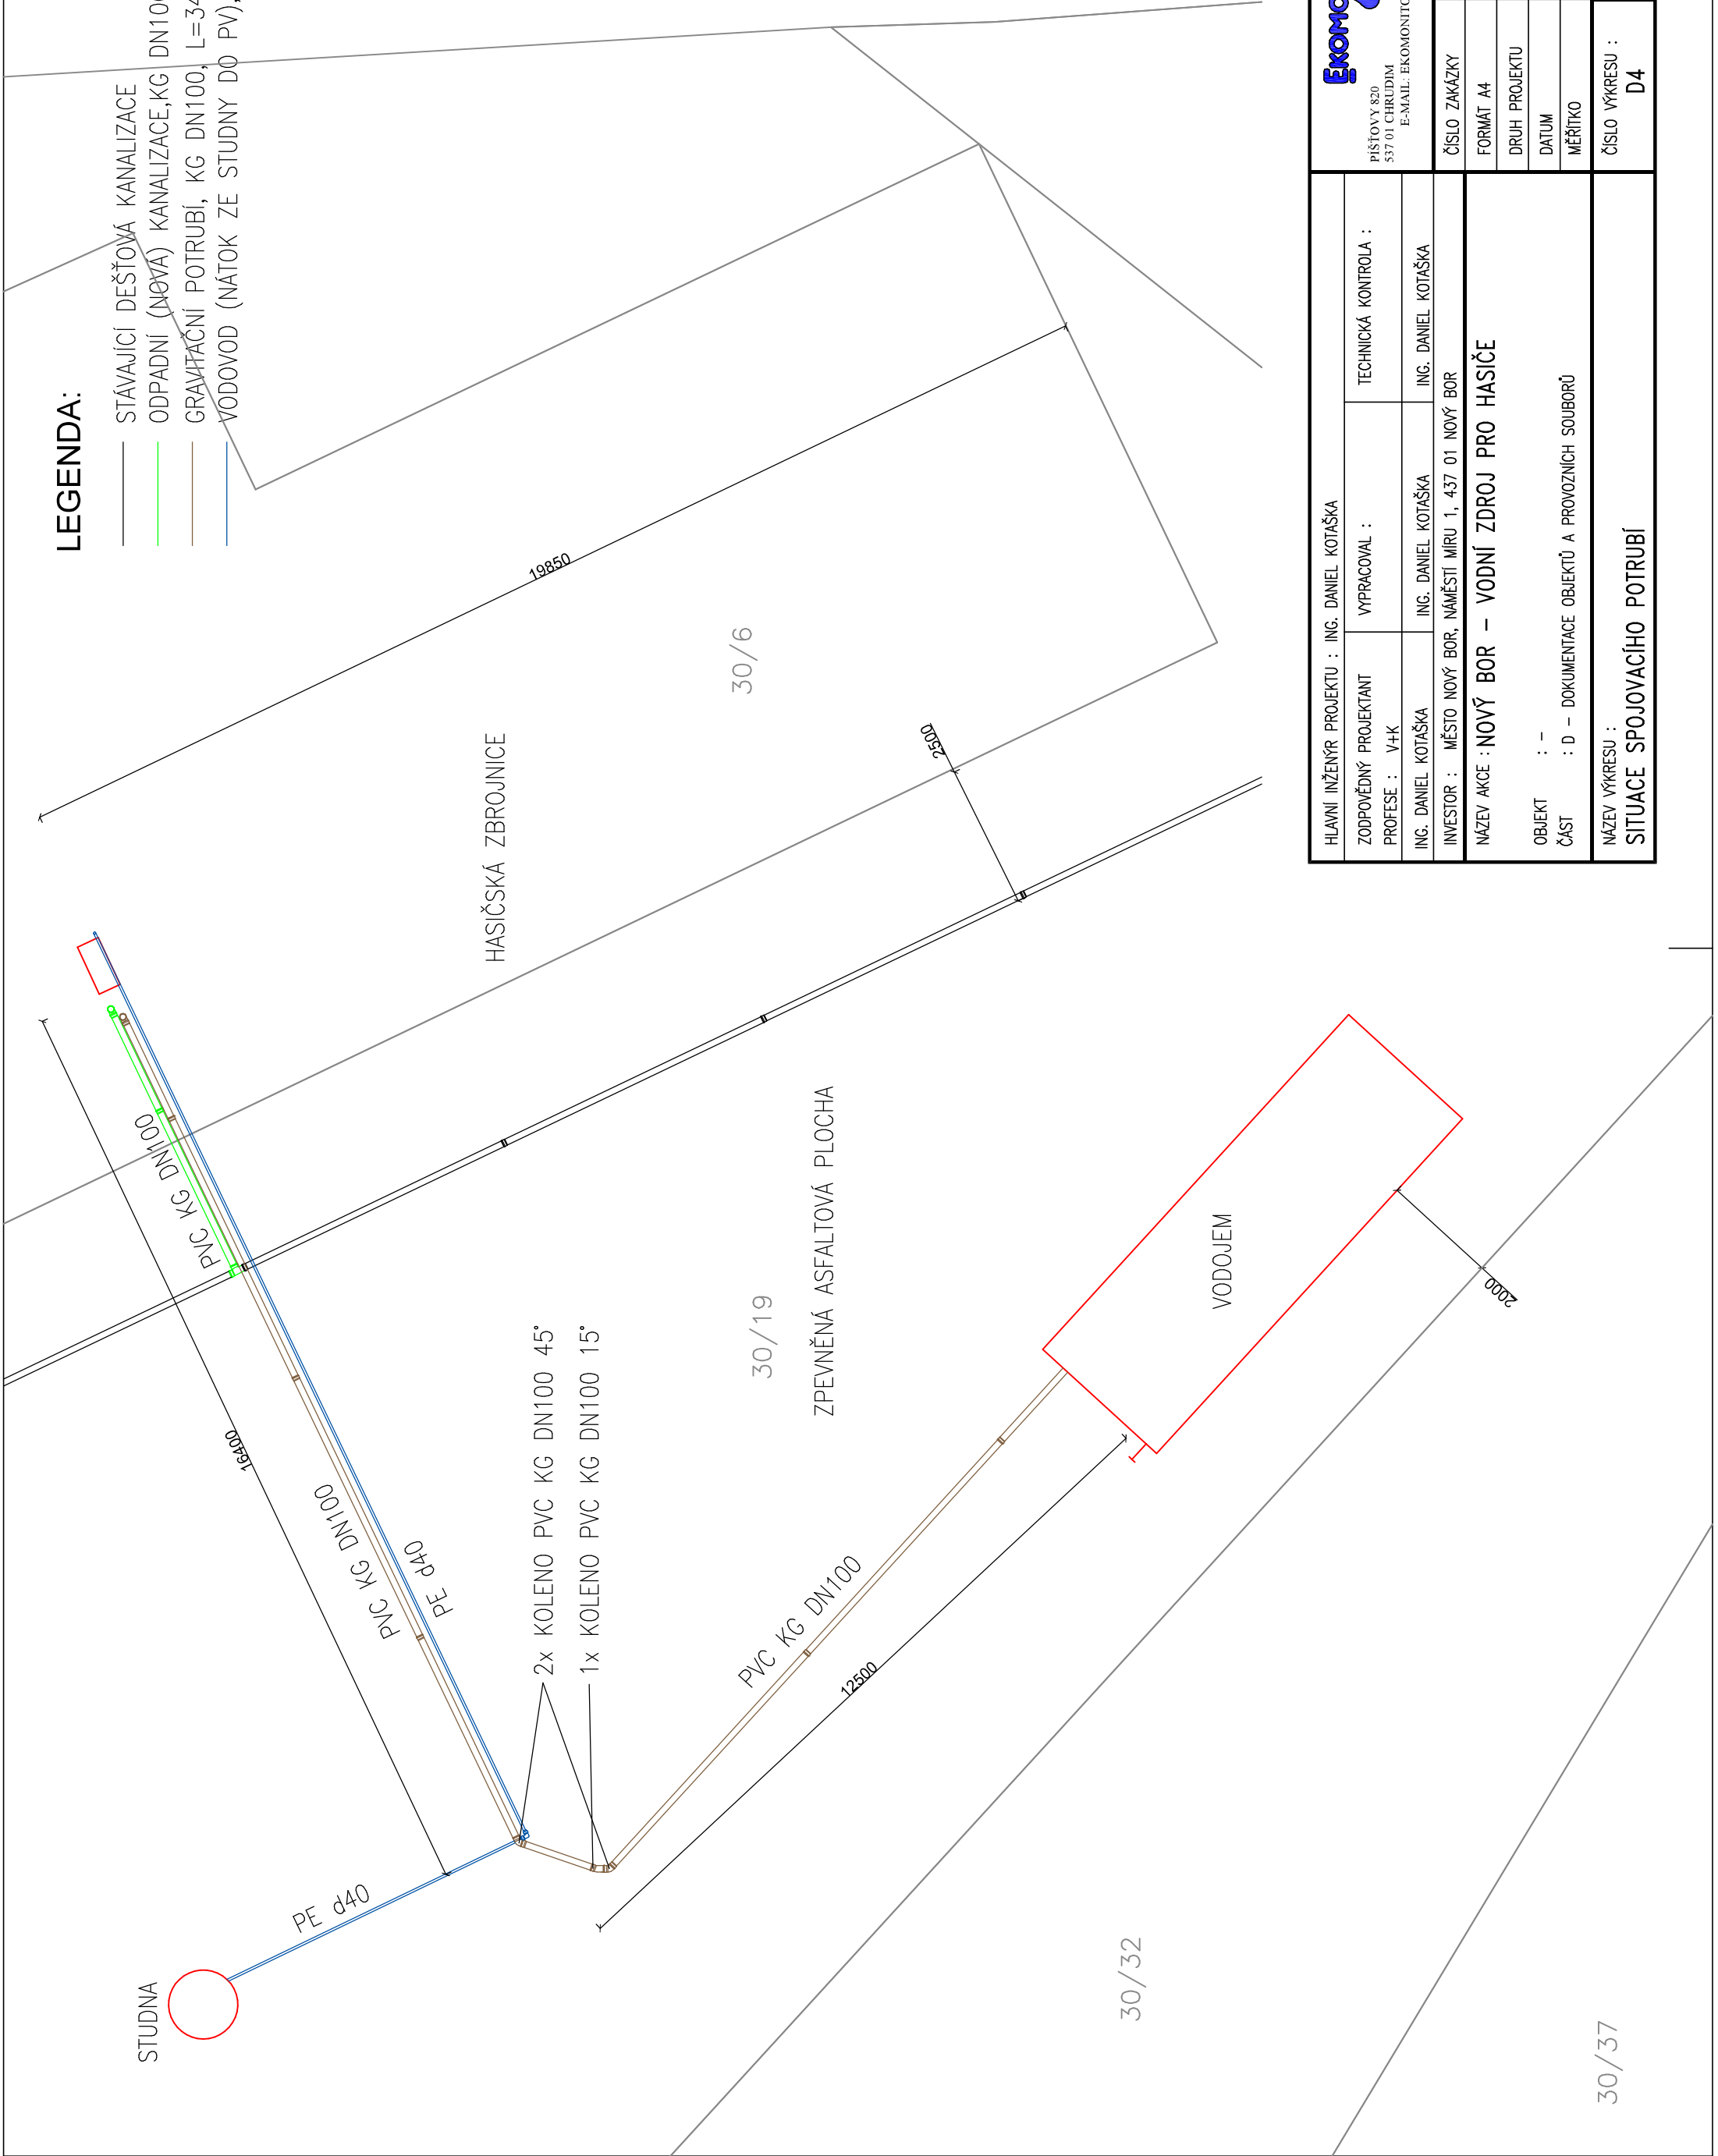 LEGENDA:
STÁVAJÍCÍ DEŠŤOVÁ KANALIZACE
ODPADNÍ (NOVÁ) KANALIZACE,KG DN100
GRAVITAČNÍ POTRUBÍ, KG DN100, L=34
VODOVOD (NÁTOK ZE STUDNY DO PV),
STUDNA
PE d40
16400
PVC KG DN100
PVC KG DN100
PE d40
2x KOLENO PVC KG DN100 45°
1x KOLENO PVC KG DN100 15°
HASIČSKÁ ZBROJNICE
19850
30/6
2500
30/19
ZPEVNĚNÁ ASFALTOVÁ PLOCHA
PVC KG DN100
12500
VODOJEM
2000
30/32
30/37
HLAVNÍ INŽENÝR PROJEKTU : ING. DANIEL KOTAŠKA
ZODPOVĚDNÝ PROJEKTANT
PROFESE : V+K
VYPRACOVAL :
TECHNICKÁ KONTROLA :
ING. DANIEL KOTAŠKA
ING. DANIEL KOTAŠKA
ING. DANIEL KOTAŠKA
INVESTOR : MĚSTO NOVÝ BOR, NÁMĚSTÍ MÍRU 1, 437 01 NOVÝ BOR
NÁZEV AKCE : NOVÝ BOR – VODNÍ ZDROJ PRO HASIČE
OBJEKT : –
ČÁST : D – DOKUMENTACE OBJEKTŮ A PROVOZNÍCH SOUBORŮ
NÁZEV VÝKRESU :
SITUACE SPOJOVACÍHO POTRUBÍ
PÍŠŤOVY 820
537 01 CHRUDIM
E-MAIL: EKOMONITO
ČÍSLO ZAKÁZKY
FORMÁT A4
DRUH PROJEKTU
DATUM
MĚŘÍTKO
ČÍSLO VÝKRESU :
D4